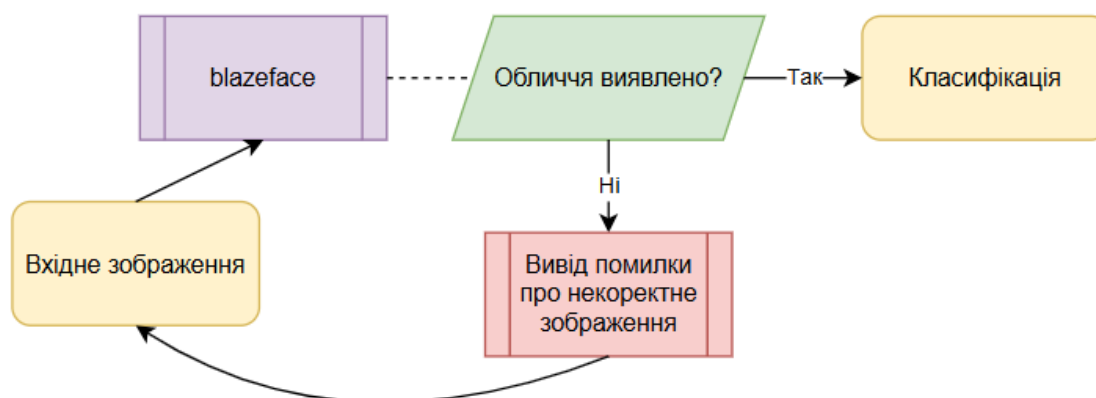 blazeface
Обличчя виявлено?
Так
Класифікація
Ні
Вхідне зображення
Вивід помилки
про некоректне
зображення